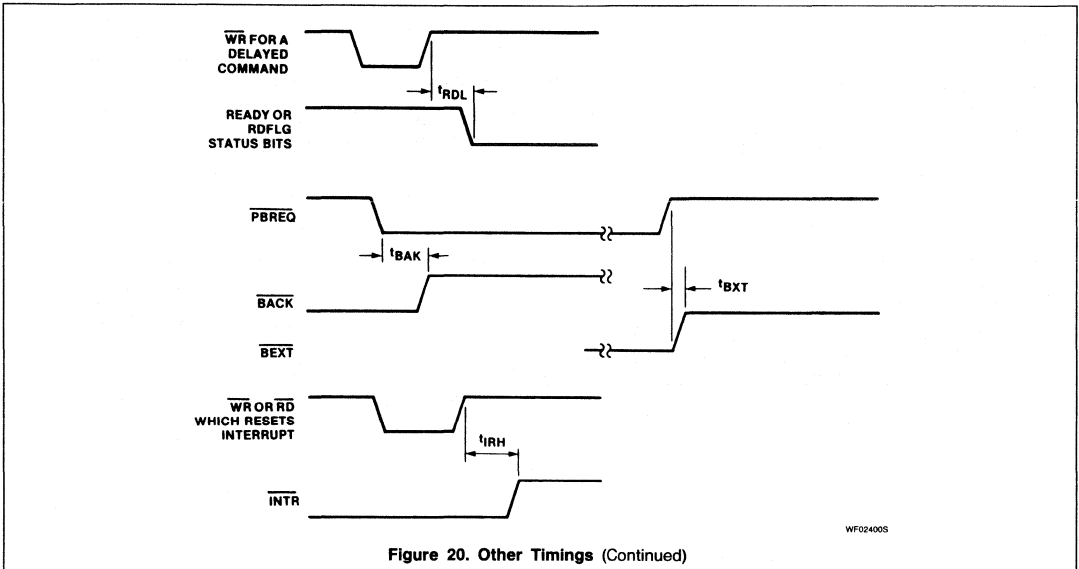 WR FOR A
DELAYED
COMMAND
tRDL
READY OR
RDFLG
STATUS BITS
PBREQ
tBAK
BACK
tBXT
BEXT
WR OR RD
WHICH RESETS
INTERRUPT
tIRH
INTR
WF02400S
Figure 20. Other Timings (Continued)